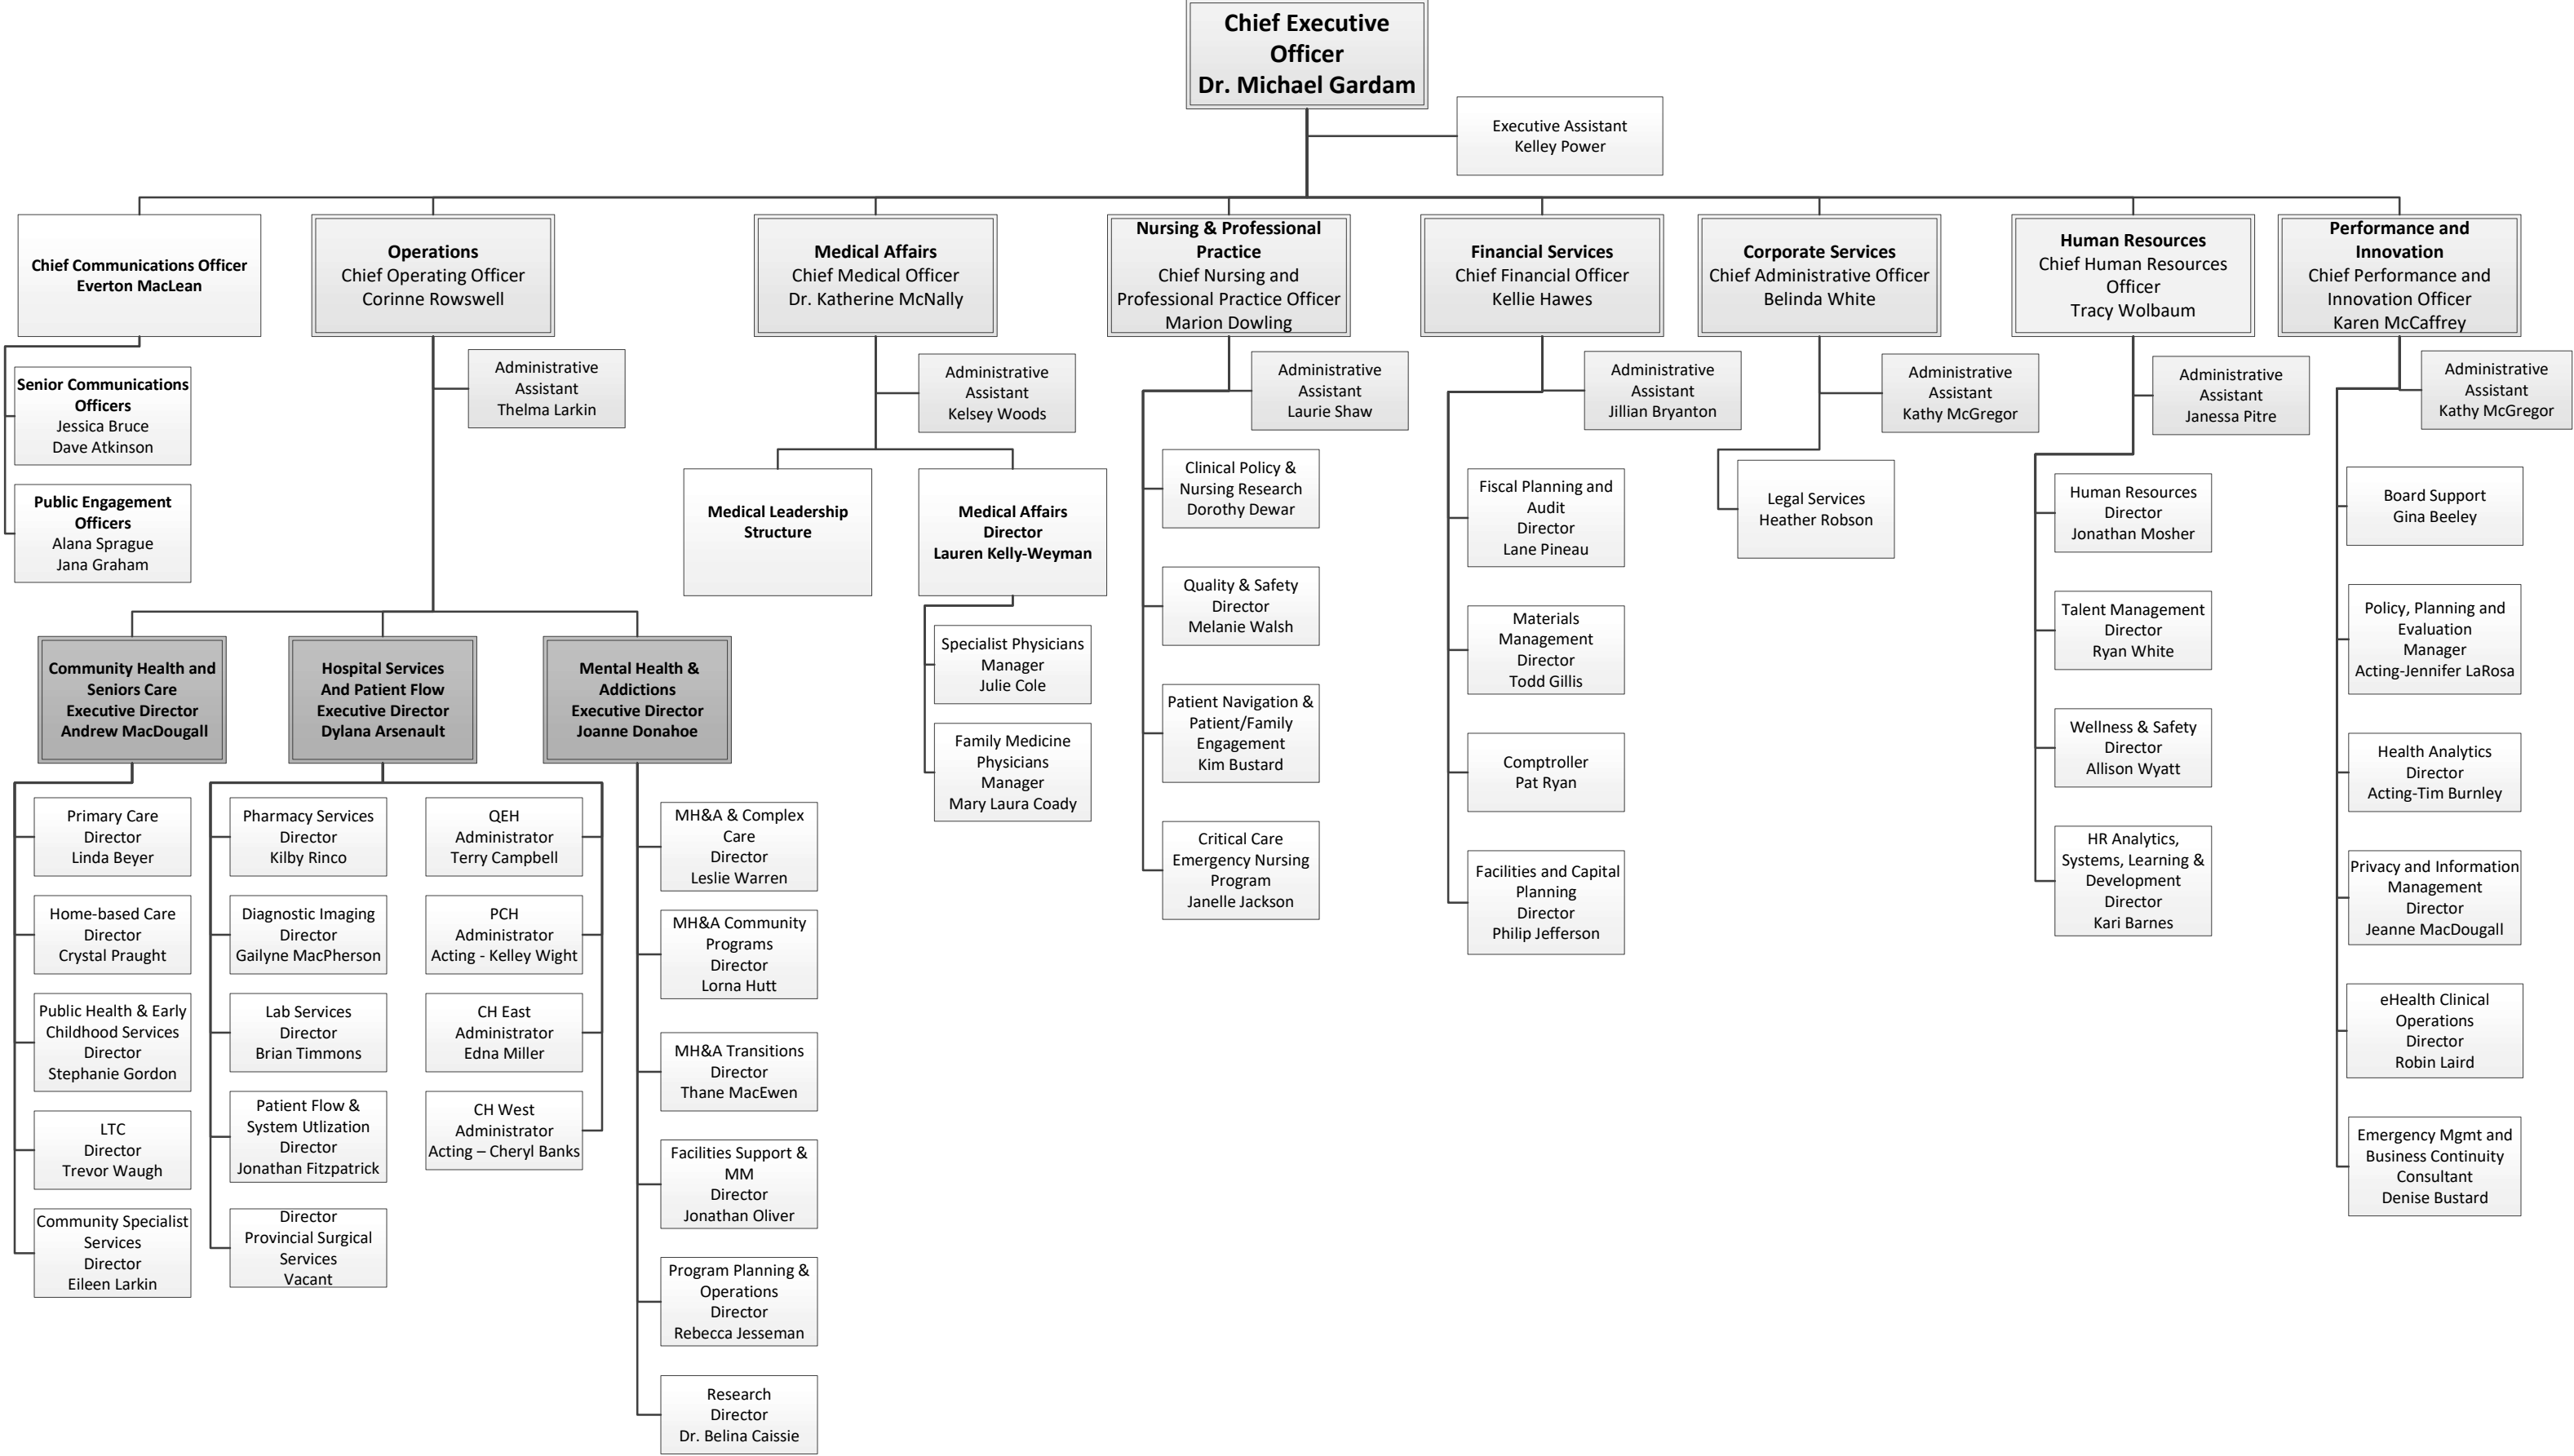 Chief Executive
Officer
Dr. Michael Gardam
Executive Assistant
Kelley Power
Chief Communications Officer
Everton MacLean
Operations
Chief Operating Officer
Corinne Rowswell
Medical Affairs
Chief Medical Officer
Dr. Katherine McNally
Nursing & Professional
Practice
Chief Nursing and
Professional Practice Officer
Marion Dowling
Financial Services
Chief Financial Officer
Kellie Hawes
Corporate Services
Chief Administrative Officer
Belinda White
Human Resources
Chief Human Resources
Officer
Tracy Wolbaum
Performance and
Innovation
Chief Performance and
Innovation Officer
Karen McCaffrey
Senior Communications
Officers
Jessica Bruce
Dave Atkinson
Public Engagement
Officers
Alana Sprague
Jana Graham
Administrative
Assistant
Thelma Larkin
Community Health and
Seniors Care
Executive Director
Andrew MacDougall
Primary Care
Director
Linda Beyer
Home-based Care
Director
Crystal Praught
Public Health & Early
Childhood Services
Director
Stephanie Gordon
LTC
Director
Trevor Waugh
Community Specialist
Services
Director
Eileen Larkin
Hospital Services
And Patient Flow
Executive Director
Dylana Arsenault
Pharmacy Services
Director
Kilby Rinco
Diagnostic Imaging
Director
Gailyne MacPherson
Lab Services
Director
Brian Timmons
Patient Flow &
System Utlization
Director
Jonathan Fitzpatrick
Director
Provincial Surgical
Services
Vacant
QEH
Administrator
Terry Campbell
PCH
Administrator
Acting - Kelley Wight
CH East
Administrator
Edna Miller
CH West
Administrator
Acting – Cheryl Banks
Mental Health &
Addictions
Executive Director
Joanne Donahoe
MH&A & Complex
Care
Director
Leslie Warren
MH&A Community
Programs
Director
Lorna Hutt
MH&A Transitions
Director
Thane MacEwen
Facilities Support &
MM
Director
Jonathan Oliver
Program Planning &
Operations
Director
Rebecca Jesseman
Research
Director
Dr. Belina Caissie
Administrative
Assistant
Kelsey Woods
Medical Leadership
Structure
Medical Affairs
Director
Lauren Kelly-Weyman
Specialist Physicians
Manager
Julie Cole
Family Medicine
Physicians
Manager
Mary Laura Coady
Administrative
Assistant
Laurie Shaw
Clinical Policy &
Nursing Research
Dorothy Dewar
Quality & Safety
Director
Melanie Walsh
Patient Navigation &
Patient/Family
Engagement
Kim Bustard
Critical Care
Emergency Nursing
Program
Janelle Jackson
Administrative
Assistant
Jillian Bryanton
Fiscal Planning and
Audit
Director
Lane Pineau
Materials
Management
Director
Todd Gillis
Comptroller
Pat Ryan
Facilities and Capital
Planning
Director
Philip Jefferson
Administrative
Assistant
Kathy McGregor
Legal Services
Heather Robson
Administrative
Assistant
Janessa Pitre
Human Resources
Director
Jonathan Mosher
Talent Management
Director
Ryan White
Wellness & Safety
Director
Allison Wyatt
HR Analytics,
Systems, Learning &
Development
Director
Kari Barnes
Administrative
Assistant
Kathy McGregor
Board Support
Gina Beeley
Policy, Planning and
Evaluation
Manager
Acting-Jennifer LaRosa
Health Analytics
Director
Acting-Tim Burnley
Privacy and Information
Management
Director
Jeanne MacDougall
eHealth Clinical
Operations
Director
Robin Laird
Emergency Mgmt and
Business Continuity
Consultant
Denise Bustard